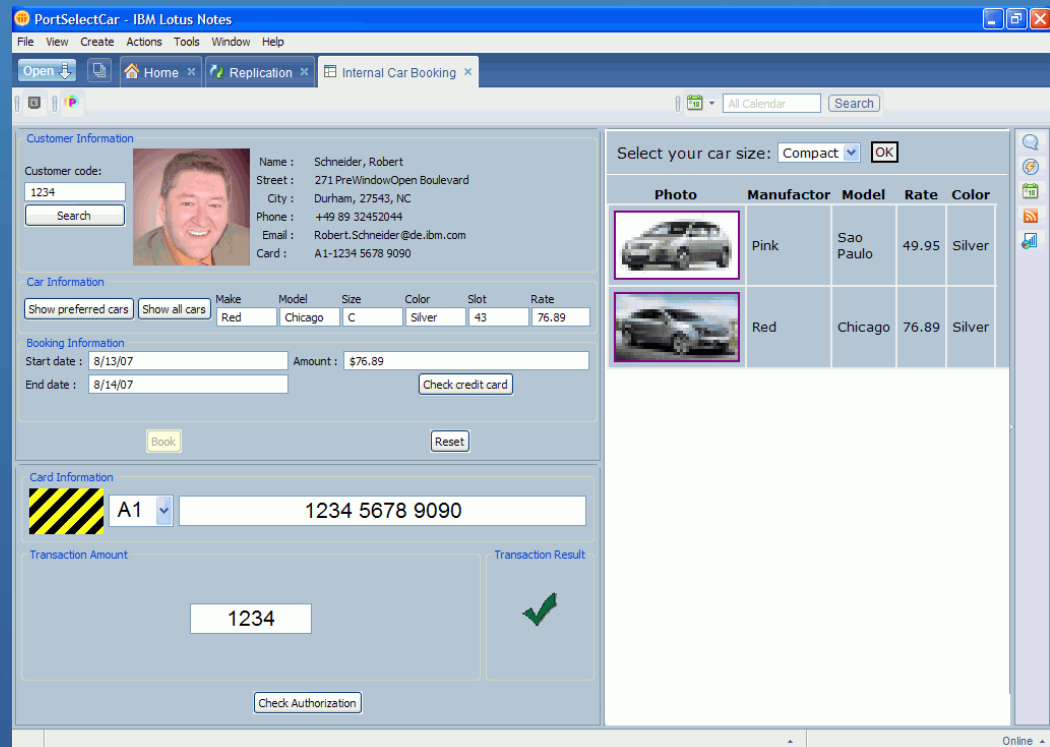 PortSelectCar - IBM Lotus Notes
File View Create Actions Tools Window Help
Open Home Replication Internal Car Booking
All Calendar Search
Customer Information
Customer code:
1234
Search
Name : Schneider, Robert
Street : 271 PreWindowOpen Boulevard
City : Durham, 27543, NC
Phone : +49 89 32452044
Email : Robert.Schneider@de.ibm.com
Card : A1-1234 5678 9090
Car Information
Show preferred cars Show all cars
Make Model Size Color Slot Rate
Red Chicago C Silver 43 76.89
Booking Information
Start date : 8/13/07 Amount : $76.89
End date : 8/14/07 Check credit card
Book Reset
Card Information
A1 1234 5678 9090
Transaction Amount Transaction Result
1234
Check Authorization
Select your car size: Compact OK
Photo Manufactor Model Rate Color
Pink Sao Paulo 49.95 Silver
Red Chicago 76.89 Silver
Online